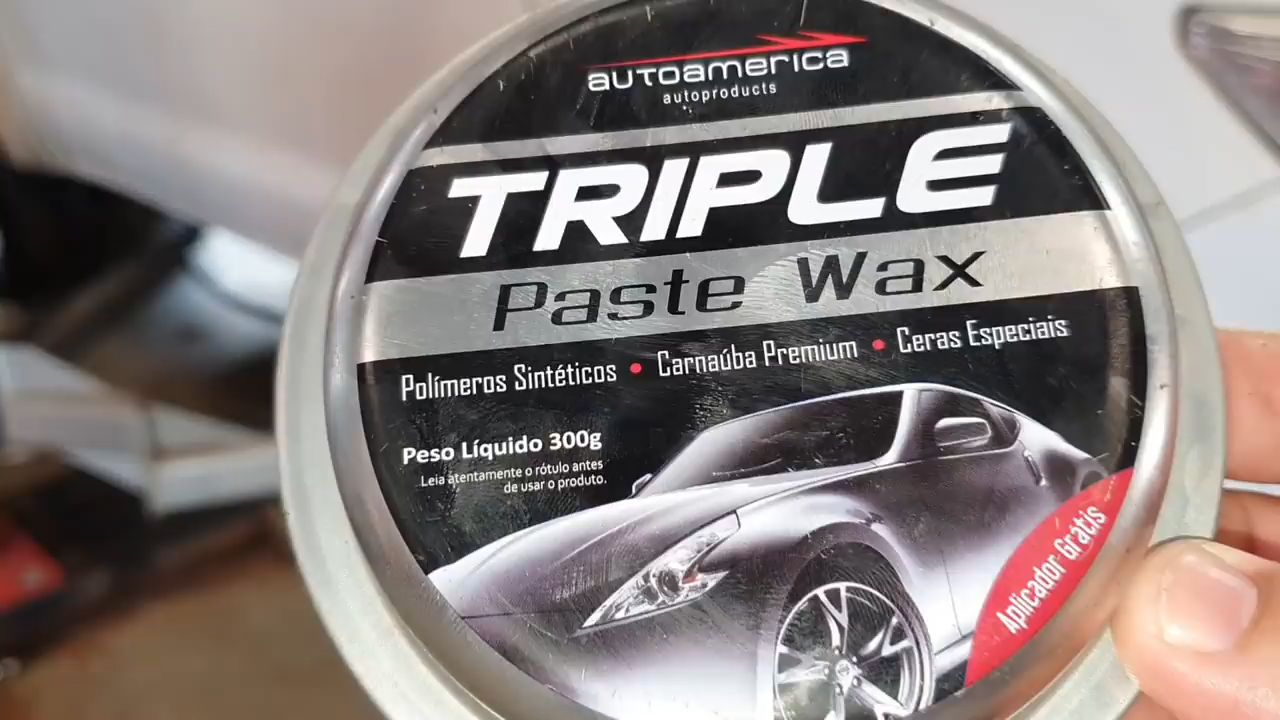 autoamerica
autoproducts
TRIPLE
Paste Wax
Polímeros Sintéticos • Carnaúba Premium • Ceras Especiais
Peso Líquido 300g
Leia atentamente o rótulo antes
de usar o produto.
Aplicador Grátis